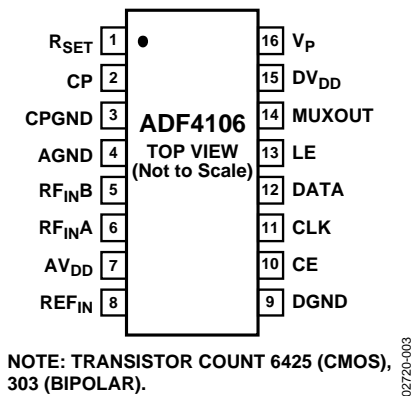 RSET 1
CP 2
CPGND 3
AGND 4
RFINB 5
RFINA 6
AVDD 7
REFIN 8
ADF4106
TOP VIEW
(Not to Scale)
16 VP
15 DVDD
14 MUXOUT
13 LE
12 DATA
11 CLK
10 CE
9 DGND
NOTE: TRANSISTOR COUNT 6425 (CMOS),
303 (BIPOLAR).
02720-003